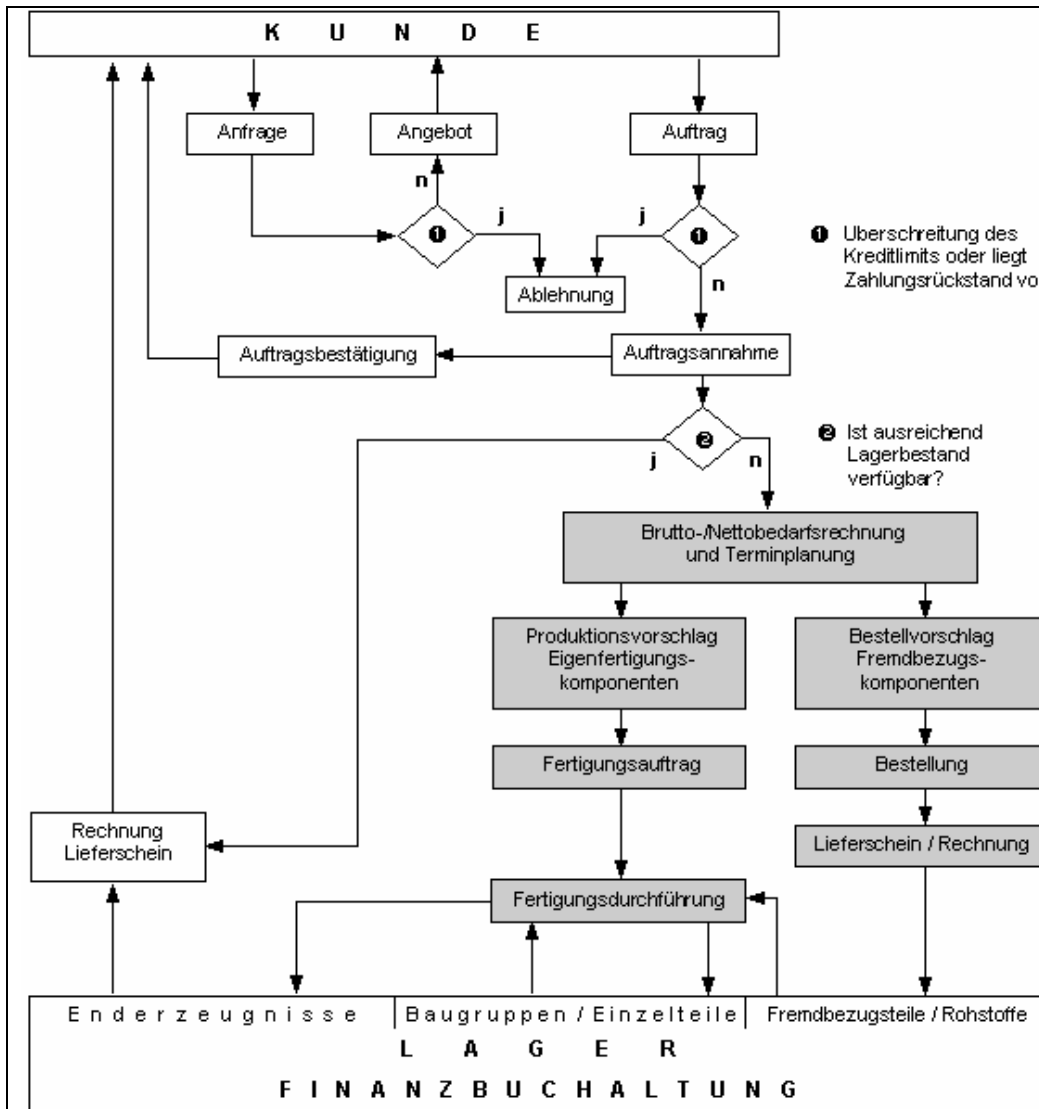 K U N D E
Anfrage
Angebot
Auftrag
n
j
j
❶
❶
❶ Überschreitung des
Kreditlimits oder liegt
Zahlungsrückstand vo
Ablehnung
n
Auftragsbestätigung
Auftragsannahme
❷
❷ Ist ausreichend
Lagerbestand
verfügbar?
j
n
Brutto-/Nettobedarfsrechnung
und Terminplanung
Produktionsvorschlag
Eigenfertigungs-
komponenten
Bestellvorschlag
Fremdbezugs-
komponenten
Fertigungsauftrag
Bestellung
Rechnung
Lieferschein
Lieferschein / Rechnung
Fertigungsdurchführung
Enderzeugnisse
Baugruppen / Einzelteile
Fremdbezugsteile / Rohstoffe
L A G E R
F I N A N Z B U C H A L T U N G